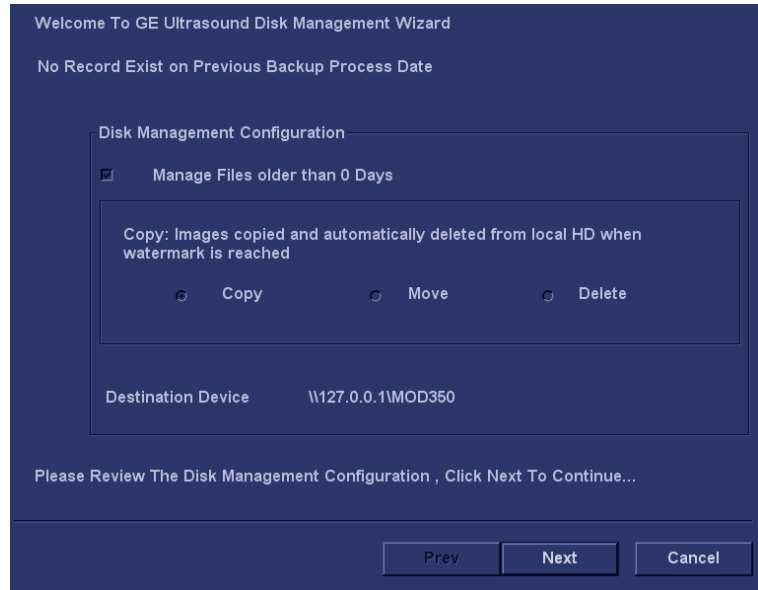 Welcome To GE Ultrasound Disk Management Wizard
No Record Exist on Previous Backup Process Date
Disk Management Configuration
Manage Files older than 0 Days
Copy: Images copied and automatically deleted from local HD when
watermark is reached
Copy Move Delete
Destination Device \\127.0.0.1\MOD350
Please Review The Disk Management Configuration , Click Next To Continue...
Prev Next Cancel